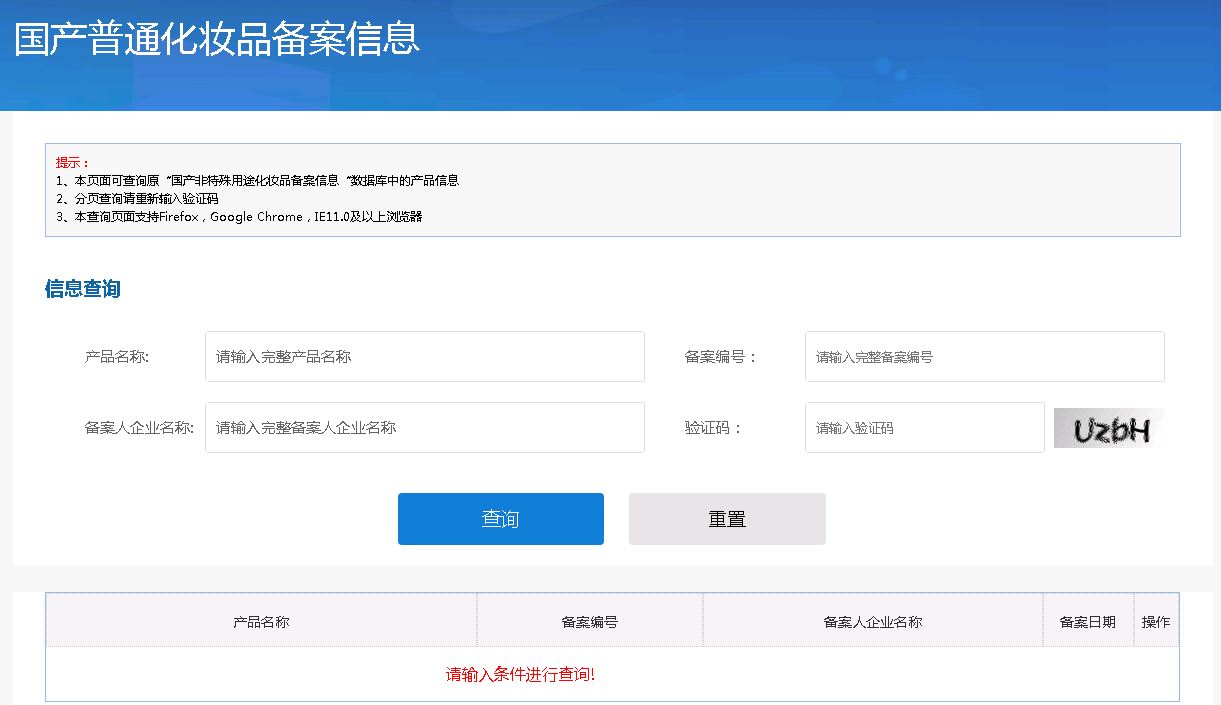 国产普通化妆品备案信息
提示：
1、本页面可查询原“国产非特殊用途化妆品备案信息“数据库中的产品信息
2、分页查询请重新输入验证码
3、本查询页面支持Firefox，Google Chrome，IE11.0及以上浏览器
信息查询
产品名称: 请输入完整产品名称 备案编号： 请输入完整备案编号
备案人企业名称: 请输入完整备案人企业名称 验证码： 请输入验证码 UzbH
查询 重置
产品名称 备案编号 备案人企业名称 备案日期 操作
请输入条件进行查询!